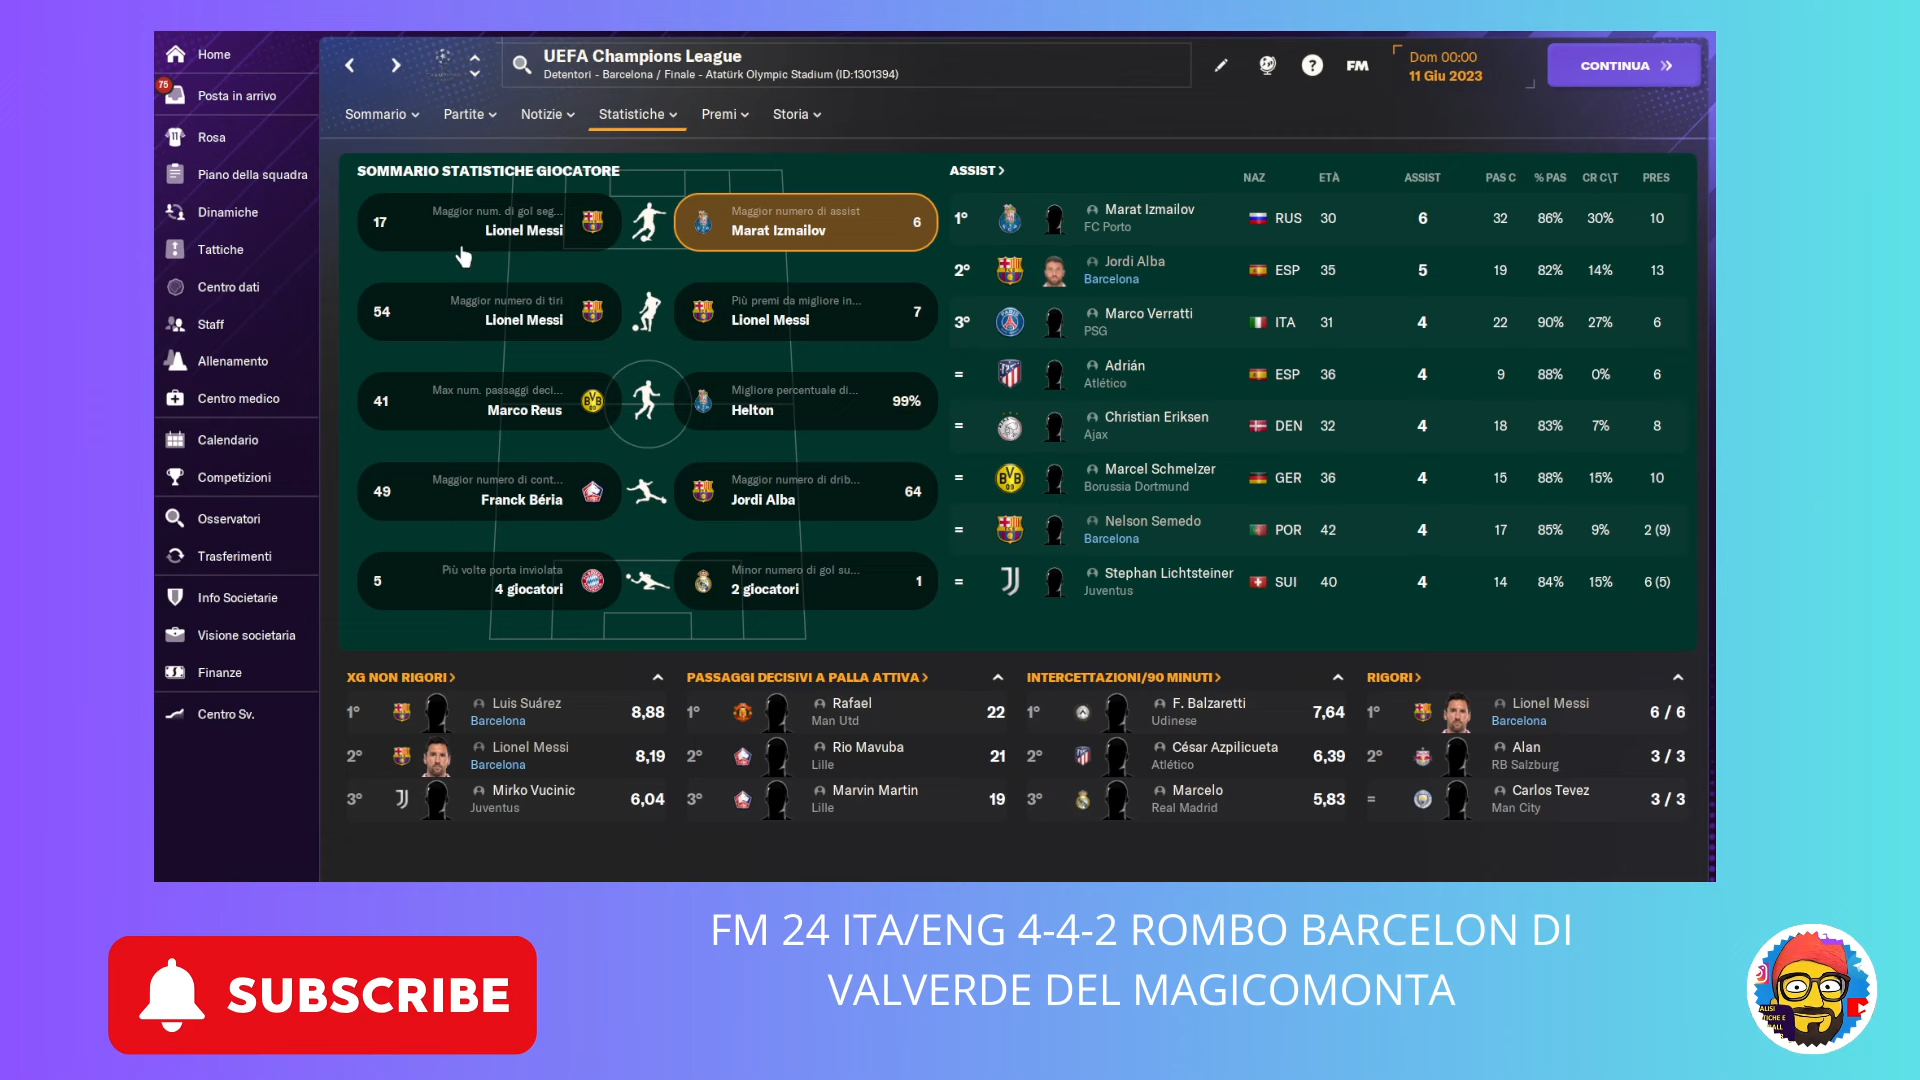 Home
75
Posta in arrivo
Rosa
Piano della squadra
Dinamiche
Tattiche
Centro dati
Staff
Allenamento
Centro medico
Calendario
Competizioni
Osservatori
Trasferimenti
Info Societarie
Visione societaria
Finanze
Centro Sv.
UEFA Champions League
Detentori - Barcelona / Finale - Atatürk Olympic Stadium (ID:1301394)
?
FM
Dom 00:00
11 Giu 2023
CONTINUA
Sommario Partite Notizie Statistiche Premi Storia
SOMMARIO STATISTICHE GIOCATORE
17 Maggior num. di gol seg... Lionel Messi
Maggior numero di assist Marat Izmailov 6
54 Maggior numero di tiri Lionel Messi
Più premi da migliore in... Lionel Messi 7
41 Max num. passaggi deci... Marco Reus
Migliore percentuale di... Helton 99%
49 Maggior numero di cont... Franck Béria
Maggior numero di drib... Jordi Alba 64
5 Più volte porta inviolata 4 giocatori
Minor numero di gol su... 2 giocatori 1
ASSIST NAZ ETÀ ASSIST PAS C % PAS CR C\T PRES
1° Marat Izmailov FC Porto RUS 30 6 32 86% 30% 10
2° Jordi Alba Barcelona ESP 35 5 19 82% 14% 13
3° Marco Verratti PSG ITA 31 4 22 90% 27% 6
= Adrián Atlético ESP 36 4 9 88% 0% 6
= Christian Eriksen Ajax DEN 32 4 18 83% 7% 8
= Marcel Schmelzer Borussia Dortmund GER 36 4 15 88% 15% 10
= Nelson Semedo Barcelona POR 42 4 17 85% 9% 2 (9)
= Stephan Lichtsteiner Juventus SUI 40 4 14 84% 15% 6 (5)
XG NON RIGORI
1° Luis Suárez Barcelona 8,88
2° Lionel Messi Barcelona 8,19
3° Mirko Vucinic Juventus 6,04
PASSAGGI DECISIVI A PALLA ATTIVA
1° Rafael Man Utd 22
2° Rio Mavuba Lille 21
3° Marvin Martin Lille 19
INTERCETTAZIONI/90 MINUTI
1° F. Balzaretti Udinese 7,64
2° César Azpilicueta Atlético 6,39
3° Marcelo Real Madrid 5,83
RIGORI
1° Lionel Messi Barcelona 6 / 6
2° Alan RB Salzburg 3 / 3
= Carlos Tevez Man City 3 / 3
SUBSCRIBE
FM 24 ITA/ENG 4-4-2 ROMBO BARCELON DI
VALVERDE DEL MAGICOMONTA